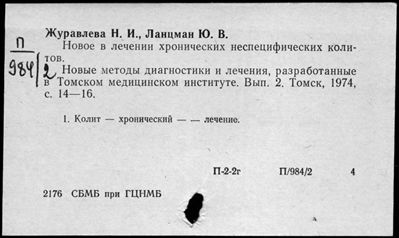 Журавлева Н. И., Ланцман Ю. В.
П
984/2
Новое в лечении хронических неспецифических коли-
тов.
Новые методы диагностики и лечения, разработанные
в Томском медицинском институте. Вып. 2. Томск, 1974,
с. 14—16.
1. Колит — хронический — — лечение.
П-2-2г П/984/2 4
2176 СБМБ при ГЦНМБ